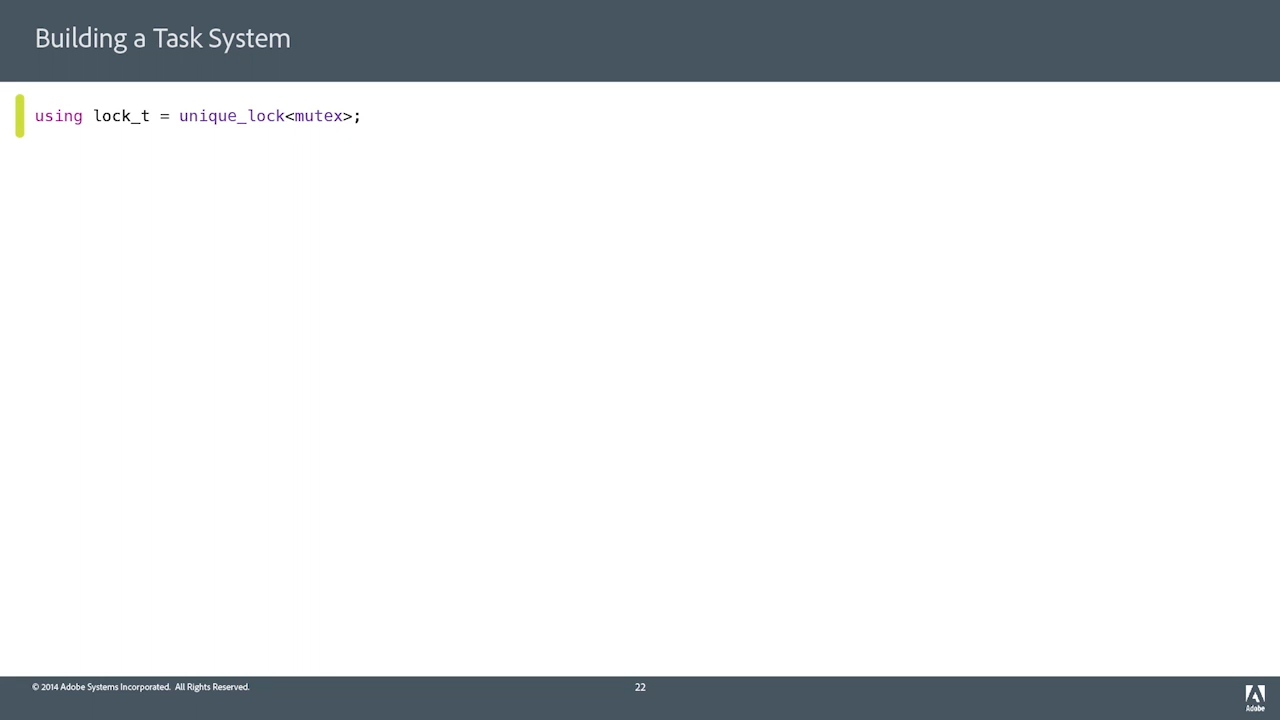 Building a Task System
using lock_t = unique_lock<mutex>;
© 2014 Adobe Systems Incorporated. All Rights Reserved.
22
Adobe